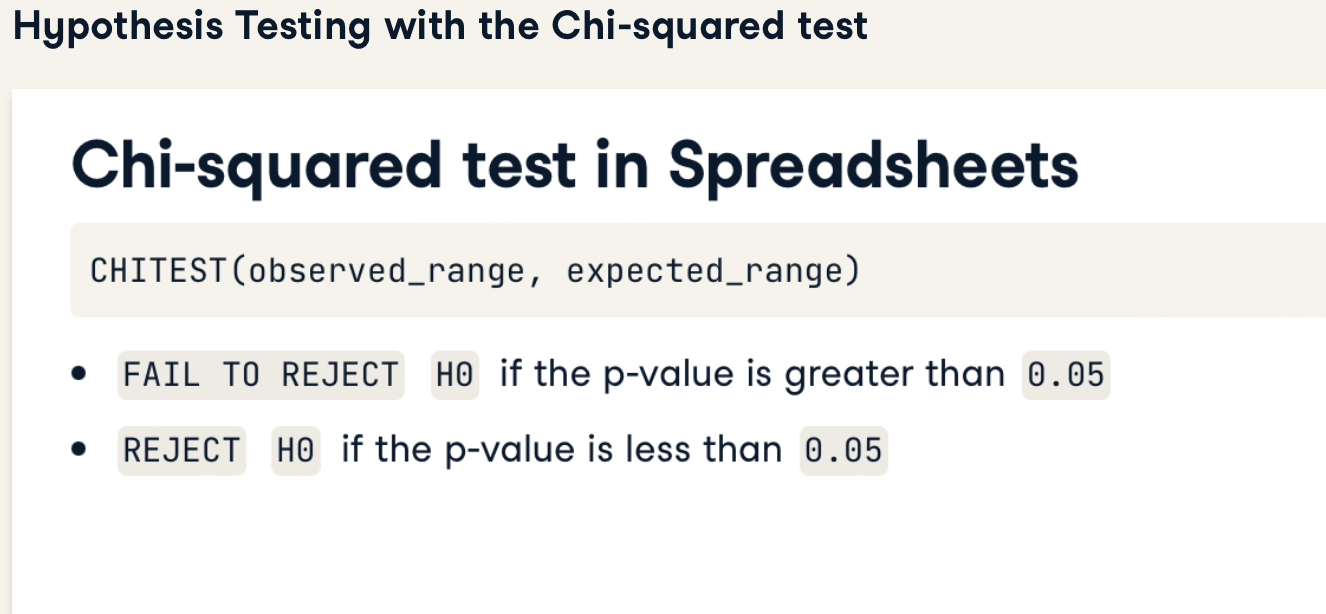 Hypothesis Testing with the Chi-squared test
Chi-squared test in Spreadsheets
CHITEST(observed_range, expected_range)
• FAIL TO REJECT H0 if the p-value is greater than 0.05
• REJECT H0 if the p-value is less than 0.05